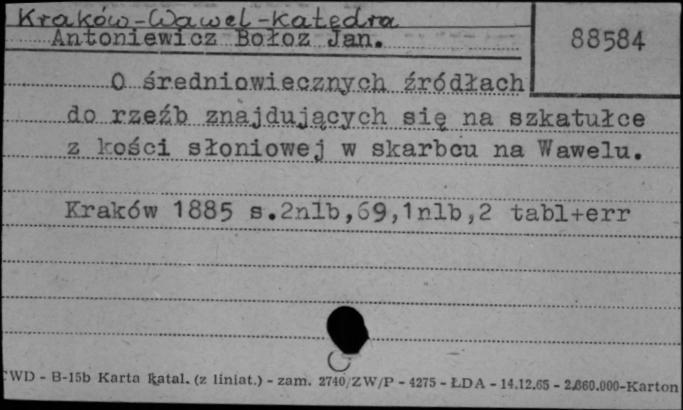 Kraków-Wawel-Katedra
Antoniewicz Bołoz Jan.
88584
O średniowiecznych źródłach
do rzeźb znajdujących się na szkatułce
z kości słoniowej w skarbcu na Wawelu.
Kraków 1885 s.2nlb,69,1nlb,2 tabl+err
CWD - B-15b Karta katal. (z liniat.) - zam. 2740/ZW/P - 4275 - ŁDA - 14.12.65 - 2.860.000-Karton